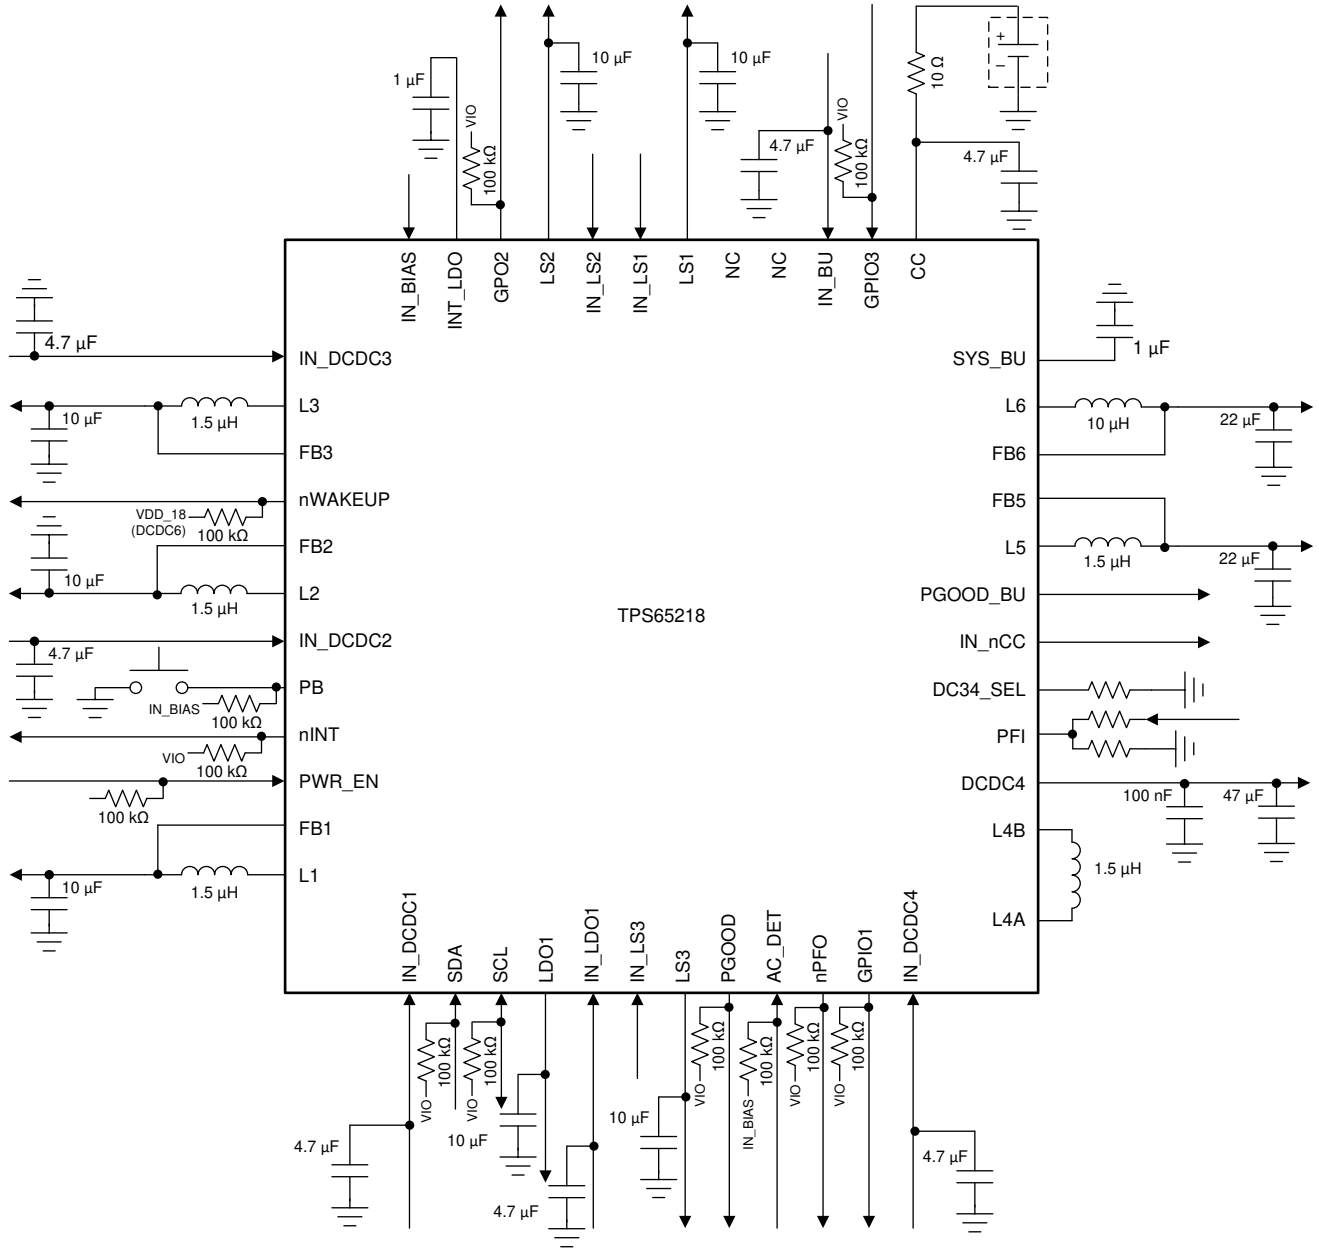 10 µF
10 µF
+
–
10 Ω
1 µF
VIO
100 kΩ
4.7 µF
VIO
100 kΩ
4.7 µF
IN_BIAS
INT_LDO
GPO2
LS2
IN_LS2
IN_LS1
LS1
NC
NC
IN_BU
GPIO3
CC
4.7 µF
IN_DCDC3
SYS_BU
1 µF
10 µF
1.5 µH
L3
L6
10 µH
22 µF
FB3
FB6
nWAKEUP
FB5
VDD_18
(DCDC6)
100 kΩ
FB2
L5
1.5 µH
22 µF
10 µF
1.5 µH
L2
PGOOD_BU
TPS65218
4.7 µF
IN_DCDC2
IN_nCC
PB
DC34_SEL
IN_BIAS
100 kΩ
nINT
PFI
VIO
100 kΩ
PWR_EN
DCDC4
100 nF
47 µF
100 kΩ
FB1
L4B
10 µF
1.5 µH
L1
1.5 µH
L4A
IN_DCDC1
SDA
SCL
LDO1
IN_LDO1
IN_LS3
LS3
PGOOD
AC_DET
nPFO
GPIO1
IN_DCDC4
100 kΩ
100 kΩ
100 kΩ
100 kΩ
100 kΩ
100 kΩ
VIO
VIO
VIO
IN_BIAS
VIO
VIO
4.7 µF
10 µF
10 µF
4.7 µF
4.7 µF